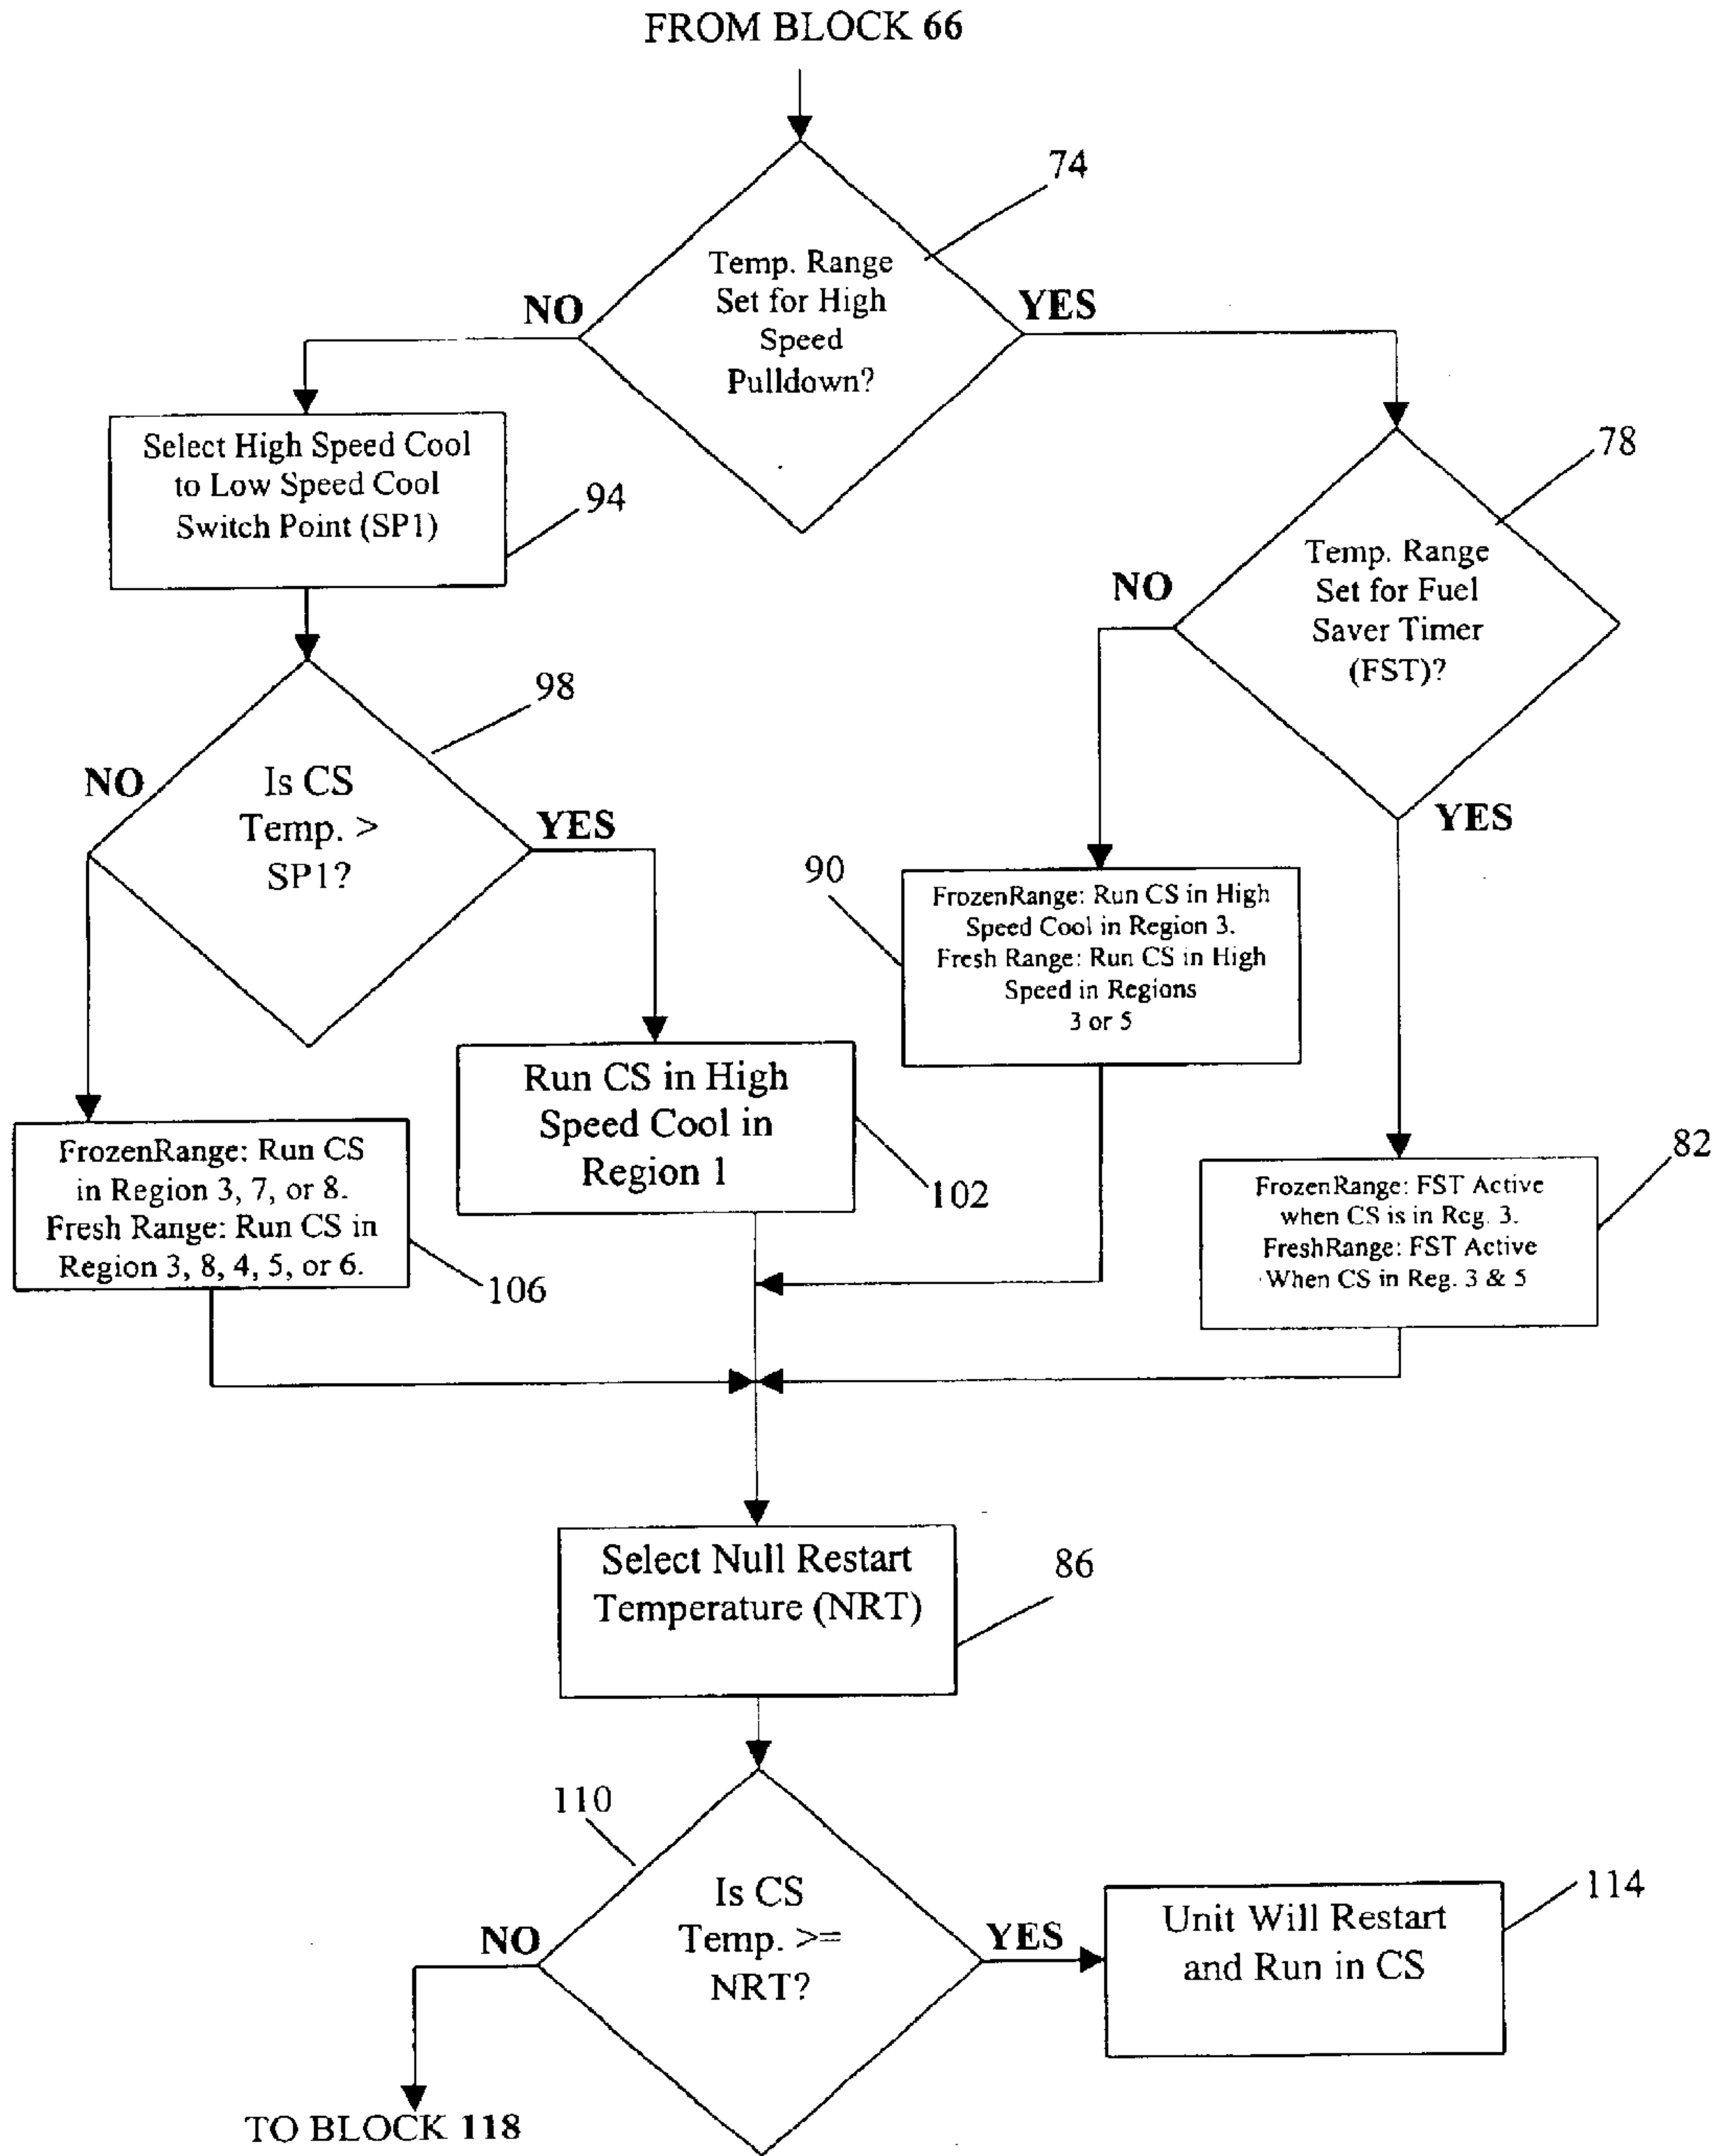 FROM BLOCK 66
74
Temp. Range
Set for High
Speed
Pulldown?
NO
YES
Select High Speed Cool
to Low Speed Cool
Switch Point (SP1)
94
78
Temp. Range
Set for Fuel
Saver Timer
(FST)?
NO
YES
98
Is CS
Temp. >
SP1?
NO
YES
90
FrozenRange: Run CS in High
Speed Cool in Region 3.
Fresh Range: Run CS in High
Speed in Regions
3 or 5
Run CS in High
Speed Cool in
Region 1
102
FrozenRange: Run CS
in Region 3, 7, or 8.
Fresh Range: Run CS in
Region 3, 8, 4, 5, or 6.
106
82
FrozenRange: FST Active
when CS is in Reg. 3.
FreshRange: FST Active
When CS in Reg. 3 & 5
Select Null Restart
Temperature (NRT)
86
110
Is CS
Temp. >=
NRT?
NO
YES
Unit Will Restart
and Run in CS
114
TO BLOCK 118